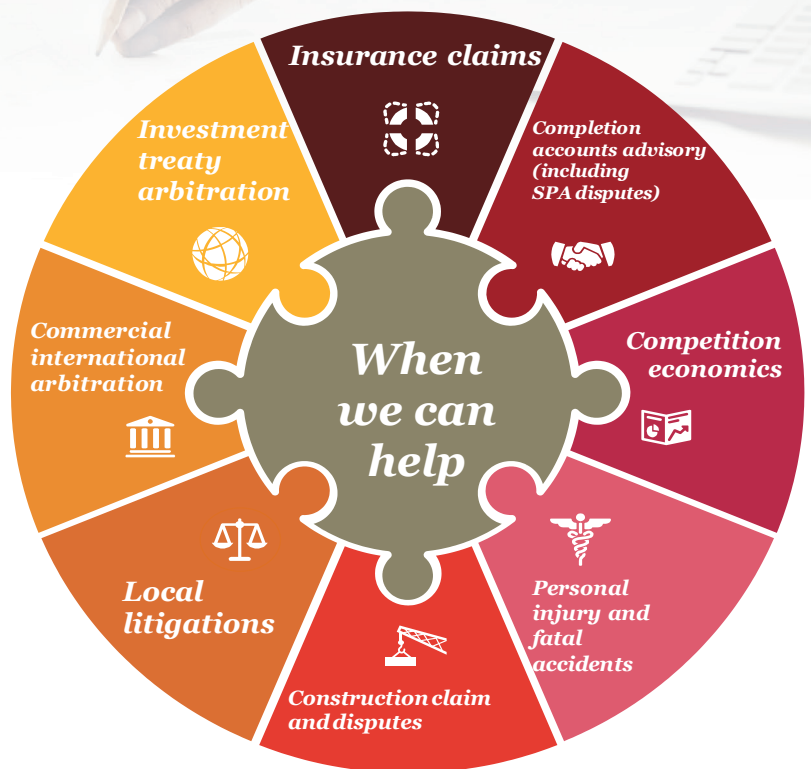 Insurance claims
Completion
accounts advisory
(including
SPA disputes)
Competition
economics
Personal
injury and
fatal
accidents
Construction claim
and disputes
Local
litigations
Commercial
international
arbitration
Investment
treaty
arbitration
When
we can
help